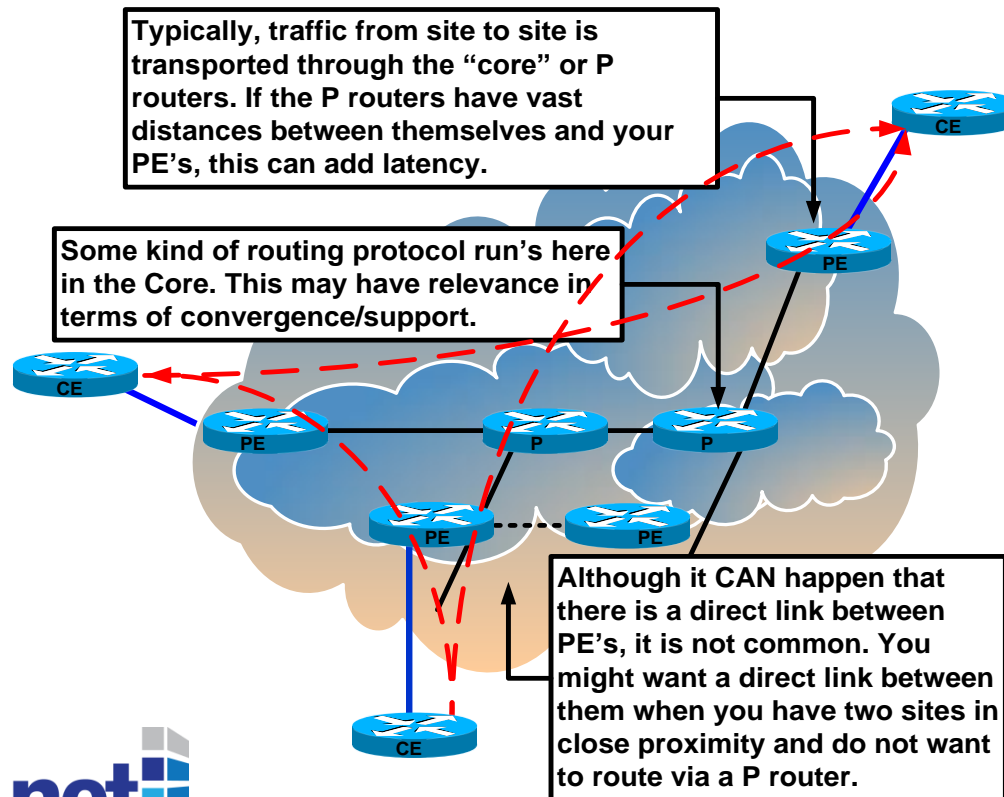 Typically, traffic from site to site is
transported through the “core” or P
routers. If the P routers have vast
distances between themselves and your
PE's, this can add latency.
CE
PE
Some kind of routing protocol run's here
in the Core. This may have relevance in
terms of convergence/support.
CE
PE
P
P
PE
PE
Although it CAN happen that
there is a direct link between
PE's, it is not common. You
might want a direct link between
them when you have two sites in
close proximity and do not want
to route via a P router.
CE
net